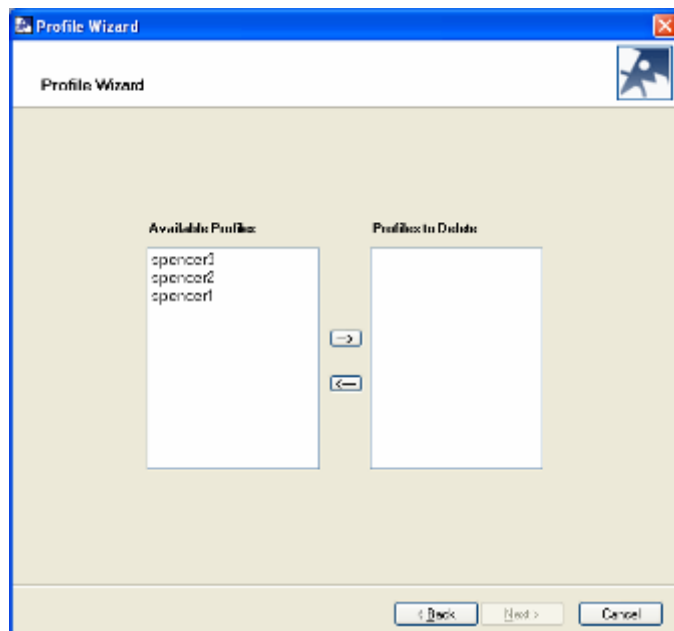 Profile Wizard
Profile Wizard
Available Profiles
Profiles to Delete
spencer3
spencer2
spencer1
-->
<--
< Back
Next >
Cancel